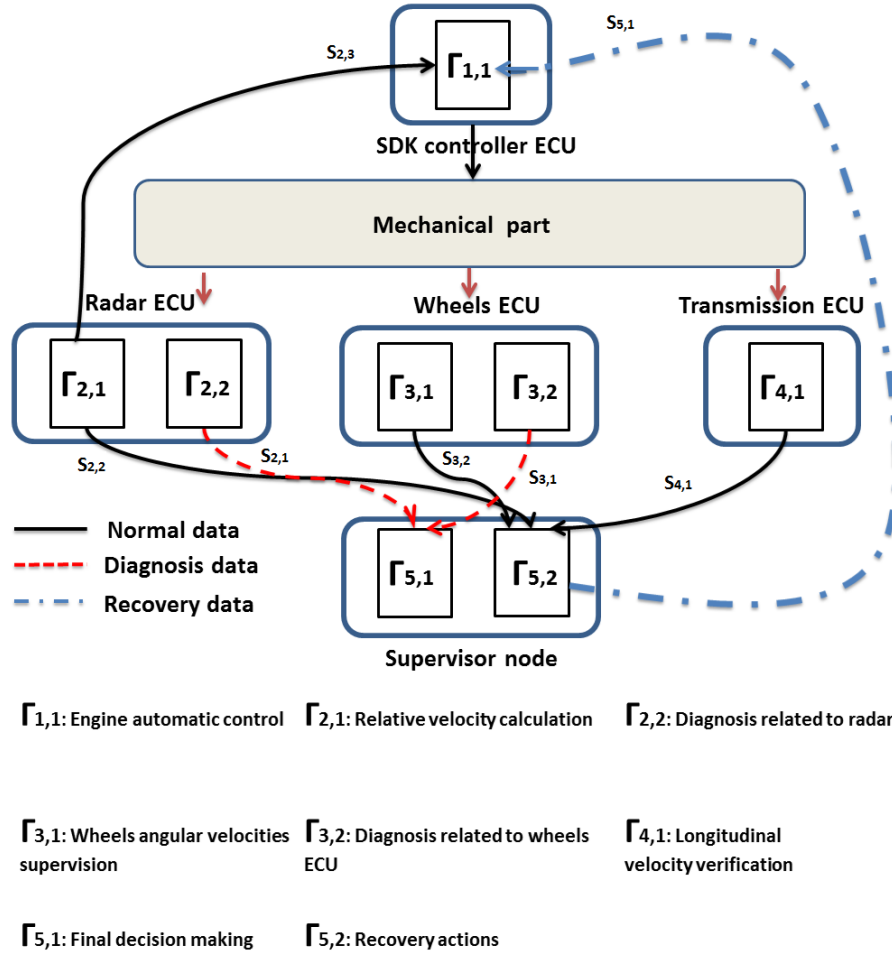 S5,1
S2,3
Γ1,1
SDK controller ECU
Mechanical part
Radar ECU
Wheels ECU
Transmission ECU
Γ2,1
Γ2,2
Γ3,1
Γ3,2
Γ4,1
S2,2
S2,1
S3,2
S3,1
S4,1
Normal data
Diagnosis data
Recovery data
Γ5,1
Γ5,2
Supervisor node
Γ1,1: Engine automatic control
Γ2,1: Relative velocity calculation
Γ2,2: Diagnosis related to radar
Γ3,1: Wheels angular velocities
supervision
Γ3,2: Diagnosis related to wheels
ECU
Γ4,1: Longitudinal
velocity verification
Γ5,1: Final decision making
Γ5,2: Recovery actions